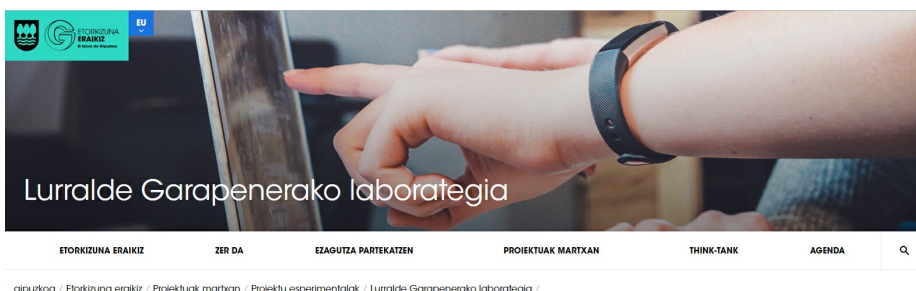 EU
ETORKIZUNA
ERAIKIZ
El futuro de Gipuzkoa
Lurralde Garapenerako laborategia
ETORKIZUNA ERAIKIZ ZER DA EZAGUTZA PARTEKATZEN PROIEKTUAK MARTXAN THINK-TANK AGENDA
gipuzkoa / Etorkizuna eraikiz / Proiektuak martxan / Proiektu esperimentalak / Lurralde Garapenerako laborategia /